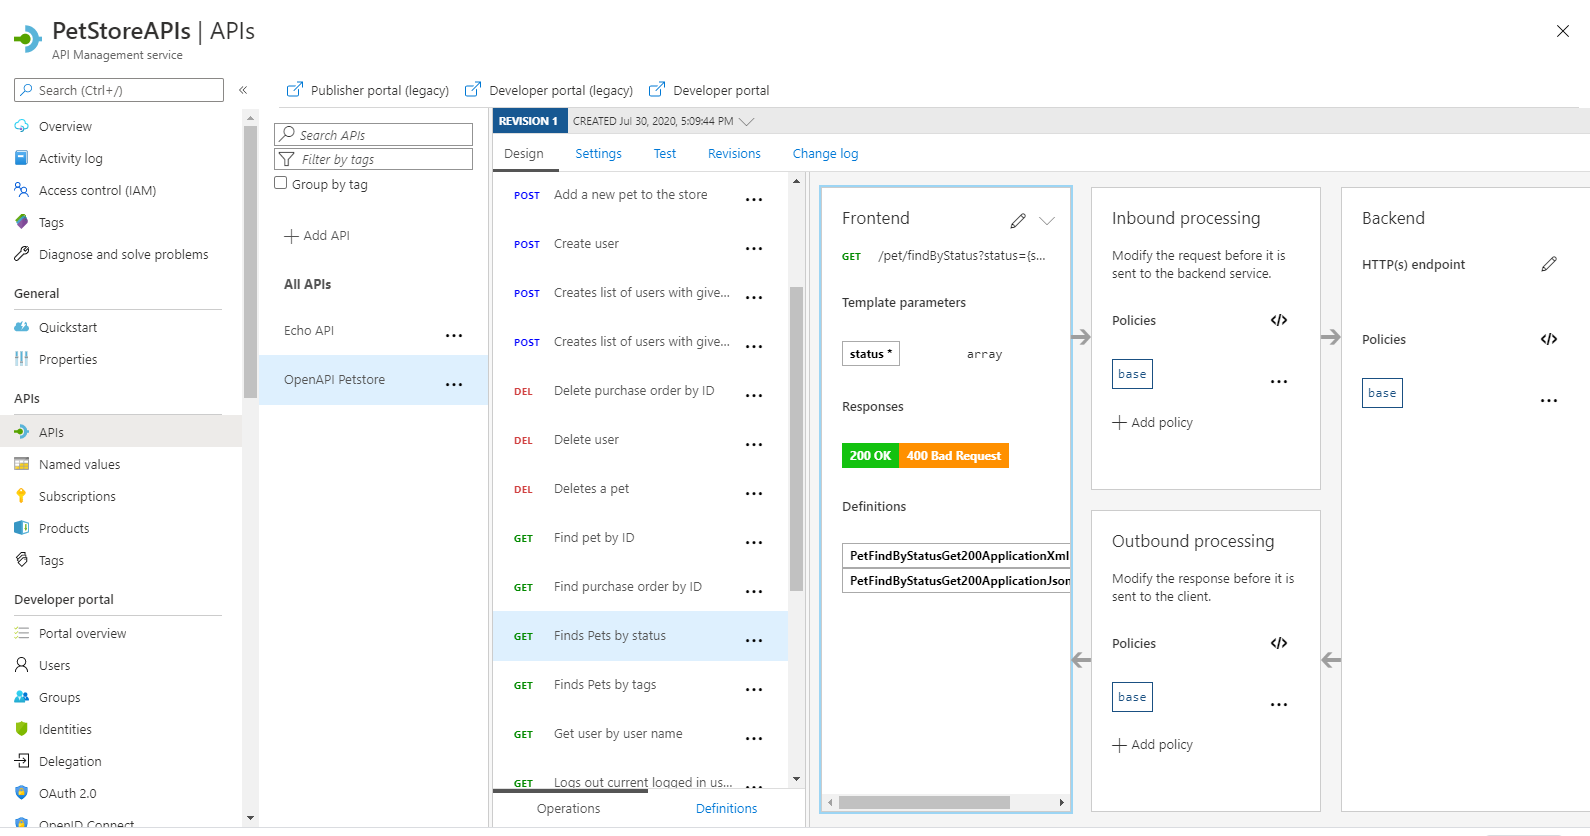 PetStoreAPIs | APIs
API Management service
Search (Ctrl+/)
«
Overview
Activity log
Access control (IAM)
Tags
Diagnose and solve problems
General
Quickstart
Properties
APIs
APIs
Named values
Subscriptions
Products
Tags
Developer portal
Portal overview
Users
Groups
Identities
Delegation
OAuth 2.0
OpenID Connect
Publisher portal (legacy)
Developer portal (legacy)
Developer portal
Search APIs
Filter by tags
Group by tag
Add API
All APIs
Echo API ...
OpenAPI Petstore ...
REVISION 1 CREATED Jul 30, 2020, 5:09:44 PM
Design Settings Test Revisions Change log
POST Add a new pet to the store ...
POST Create user ...
POST Creates list of users with give... ...
POST Creates list of users with give... ...
DEL Delete purchase order by ID ...
DEL Delete user ...
DEL Deletes a pet ...
GET Find pet by ID ...
GET Find purchase order by ID ...
GET Finds Pets by status ...
GET Finds Pets by tags ...
GET Get user by user name ...
GET Logs out current logged in us... ...
Operations Definitions
Frontend
GET /pet/findByStatus?status={s...
Template parameters
status * array
Responses
200 OK 400 Bad Request
Definitions
PetFindByStatusGet200ApplicationXml
PetFindByStatusGet200ApplicationJson
Inbound processing
Modify the request before it is
sent to the backend service.
Policies </>
base ...
Add policy
Outbound processing
Modify the response before it is
sent to the client.
Policies </>
base ...
Add policy
Backend
HTTP(s) endpoint
Policies </>
base ...